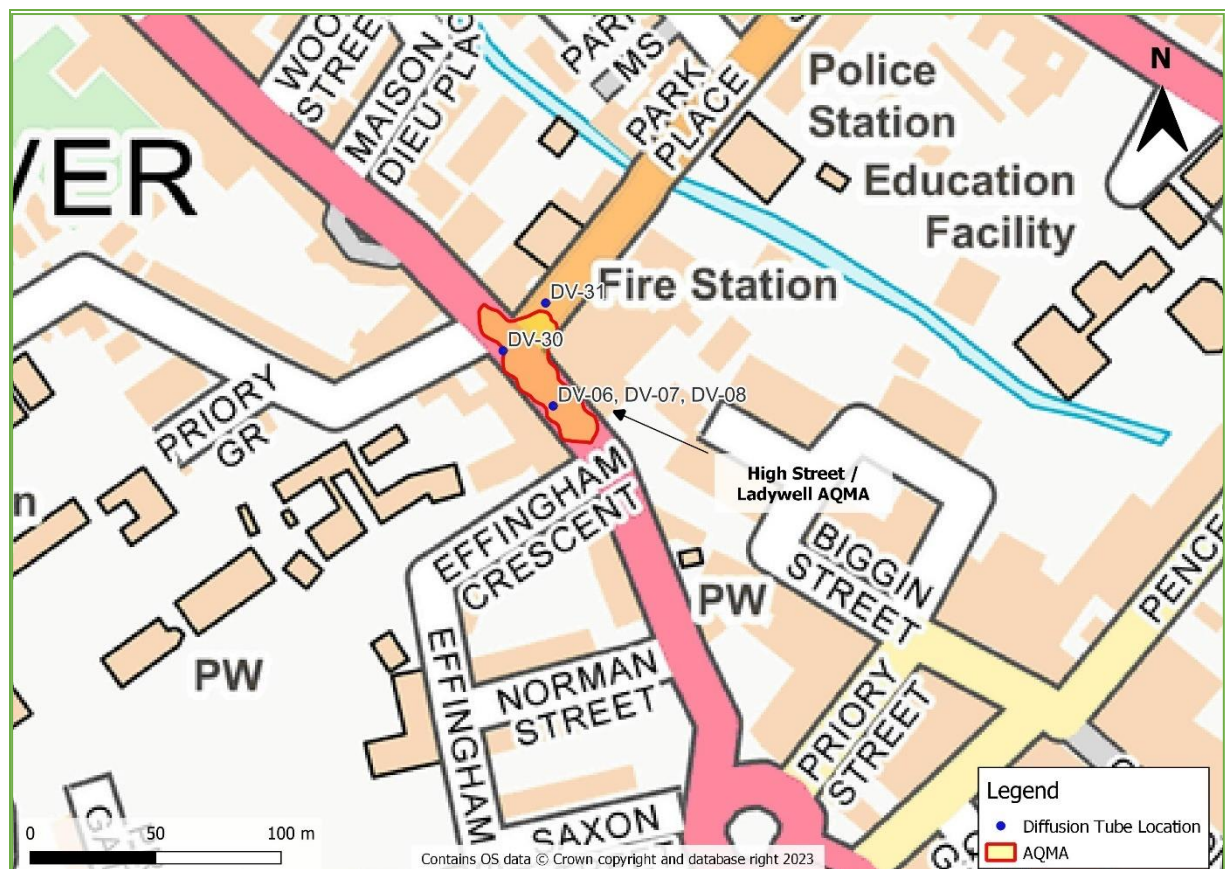 WOO
STREET
MAISON
DIEU PLAC
PARK
MS
PARK
PLACE
Police
Station
N
VER
Education
Facility
Fire Station
DV-31
DV-30
DV-06, DV-07, DV-08
PRIORY
GR
High Street /
Ladywell AQMA
EFFINGHAM
CRESCENT
BIGGIN
STREET
PENCE
PW
PW
EFFINGHAM
NORMAN
STREET
PRIORY
STREET
SAXON
Legend
Diffusion Tube Location
AQMA
0 50 100 m
Contains OS data © Crown copyright and database right 2023